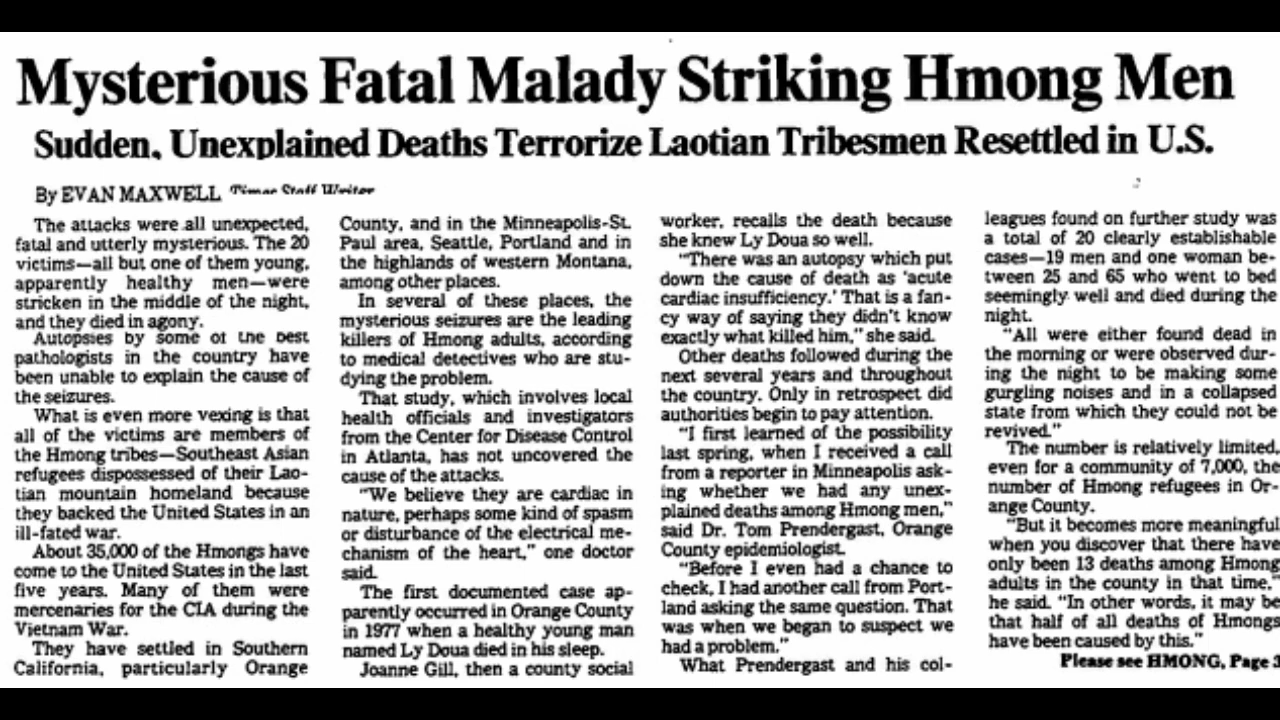 Mysterious Fatal Malady Striking Hmong Men
Sudden, Unexplained Deaths Terrorize Laotian Tribesmen Resettled in U.S.
By EVAN MAXWELL, Times Staff Writer
The attacks were all unexpected,
fatal and utterly mysterious. The 20
victims—all but one of them young,
apparently healthy men—were
stricken in the middle of the night,
and they died in agony.
Autopsies by some of the best
pathologists in the country have
been unable to explain the cause of
the seizures.
What is even more vexing is that
all of the victims are members of
the Hmong tribes—Southeast Asian
refugees dispossessed of their Lao-
tian mountain homeland because
they backed the United States in an
ill-fated war.
About 35,000 of the Hmongs have
come to the United States in the last
five years. Many of them were
mercenaries for the CIA during the
Vietnam War.
They have settled in Southern
California, particularly Orange
County, and in the Minneapolis-St.
Paul area, Seattle, Portland and in
the highlands of western Montana,
among other places.
In several of these places, the
mysterious seizures are the leading
killers of Hmong adults, according
to medical detectives who are stu-
dying the problem.
That study, which involves local
health officials and investigators
from the Center for Disease Control
in Atlanta, has not uncovered the
cause of the attacks.
"We believe they are cardiac in
nature, perhaps some kind of spasm
or disturbance of the electrical me-
chanism of the heart," one doctor
said.
The first documented case ap-
parently occurred in Orange County
in 1977 when a healthy young man
named Ly Doua died in his sleep.
Joanne Gill, then a county social
worker, recalls the death because
she knew Ly Doua so well.
"There was an autopsy which put
down the cause of death as 'acute
cardiac insufficiency.' That is a fan-
cy way of saying they didn't know
exactly what killed him," she said.
Other deaths followed during the
next several years and throughout
the country. Only in retrospect did
authorities begin to pay attention.
"I first learned of the possibility
last spring, when I received a call
from a reporter in Minneapolis ask-
ing whether we had any unex-
plained deaths among Hmong men,"
said Dr. Tom Prendergast, Orange
County epidemiologist.
"Before I even had a chance to
check, I had another call from Port-
land asking the same question. That
was when we began to suspect we
had a problem."
What Prendergast and his col-
leagues found on further study was
a total of 20 clearly establishable
cases—19 men and one woman be-
tween 25 and 65 who went to bed
seemingly well and died during the
night.
"All were either found dead in
the morning or were observed dur-
ing the night to be making some
gurgling noises and in a collapsed
state from which they could not be
revived."
The number is relatively limited,
even for a community of 7,000, the
number of Hmong refugees in Or-
ange County.
"But it becomes more meaningful
when you discover that there have
only been 13 deaths among Hmong
adults in the county in that time,"
he said. "In other words, it may be
that half of all deaths of Hmongs
have been caused by this."
Please see HMONG, Page 3